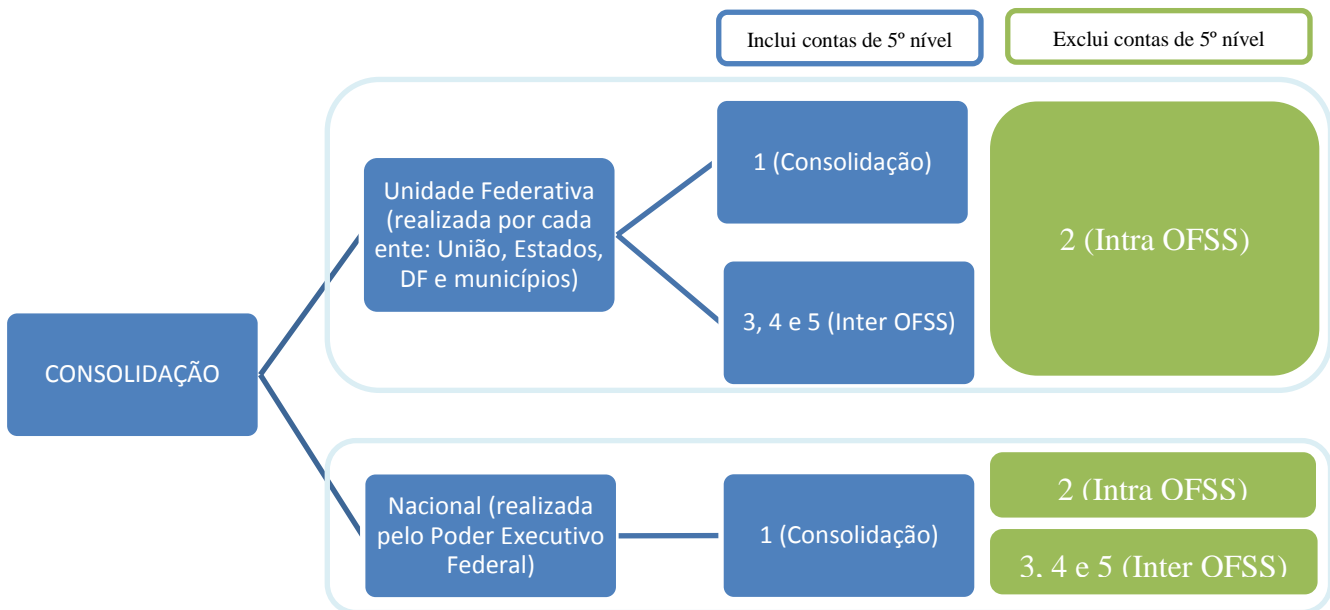 Inclui contas de 5º nível
Exclui contas de 5º nível
CONSOLIDAÇÃO
Unidade Federativa
(realizada por cada
ente: União, Estados,
DF e municípios)
1 (Consolidação)
3, 4 e 5 (Inter OFSS)
2 (Intra OFSS)
Nacional (realizada
pelo Poder Executivo
Federal)
1 (Consolidação)
2 (Intra OFSS)
3, 4 e 5 (Inter OFSS)